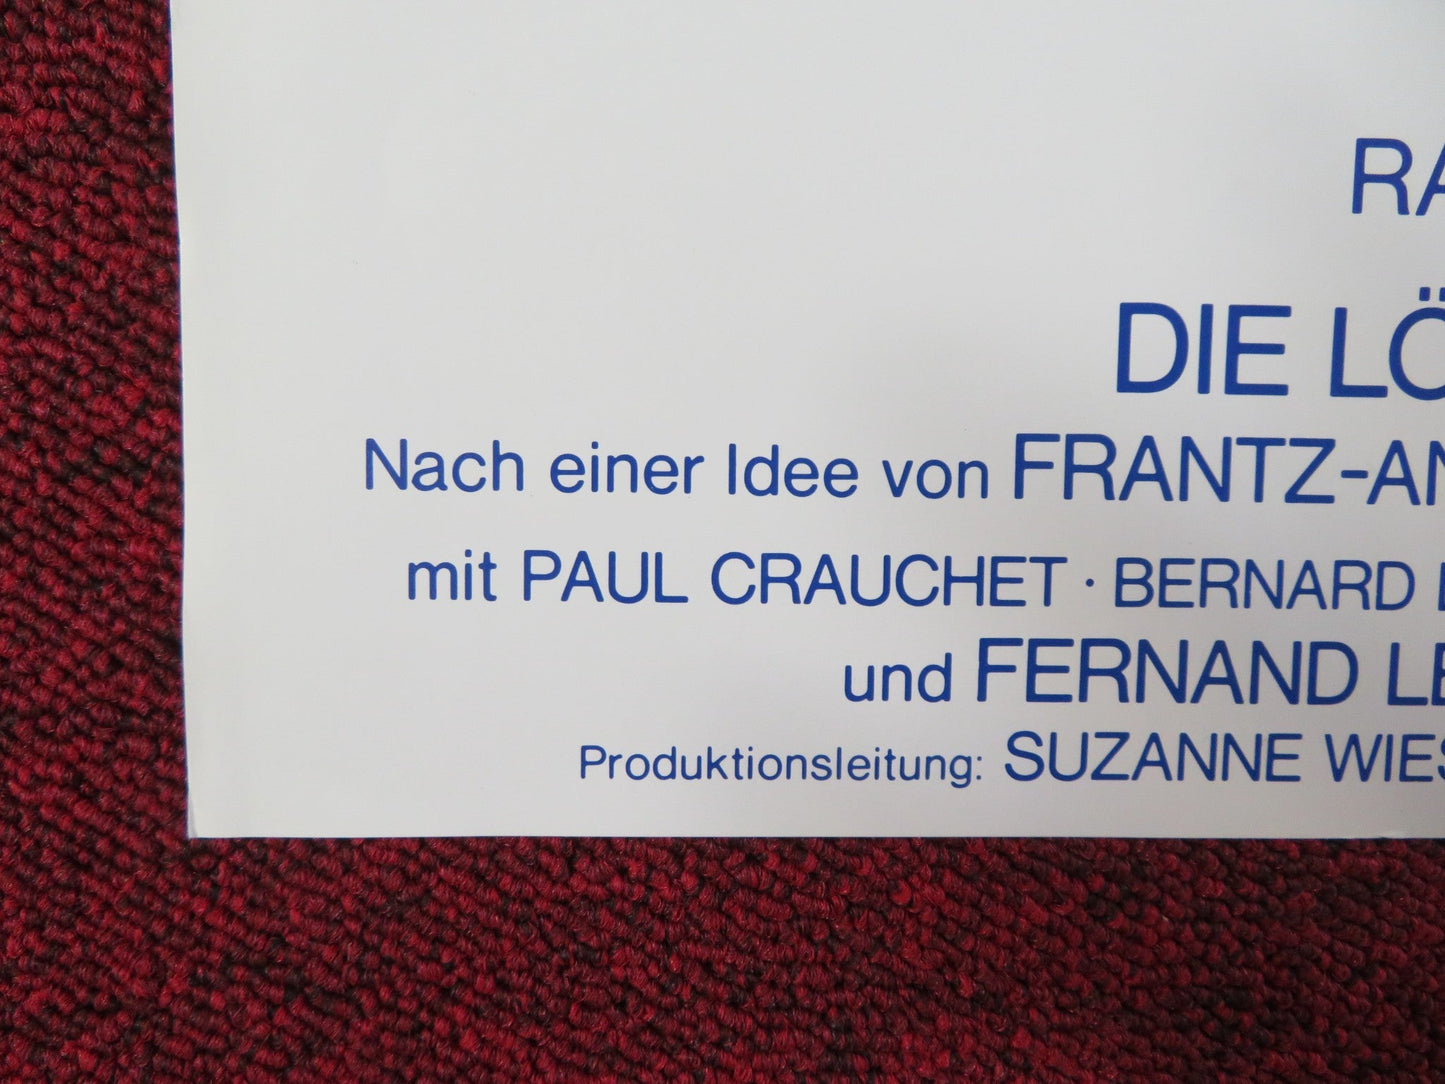 RA
DIE LÖ
Nach einer Idee von FRANTZ-AN
mit PAUL CRAUCHET · BERNARD
und FERNAND LE
Produktionsleitung: SUZANNE WIES